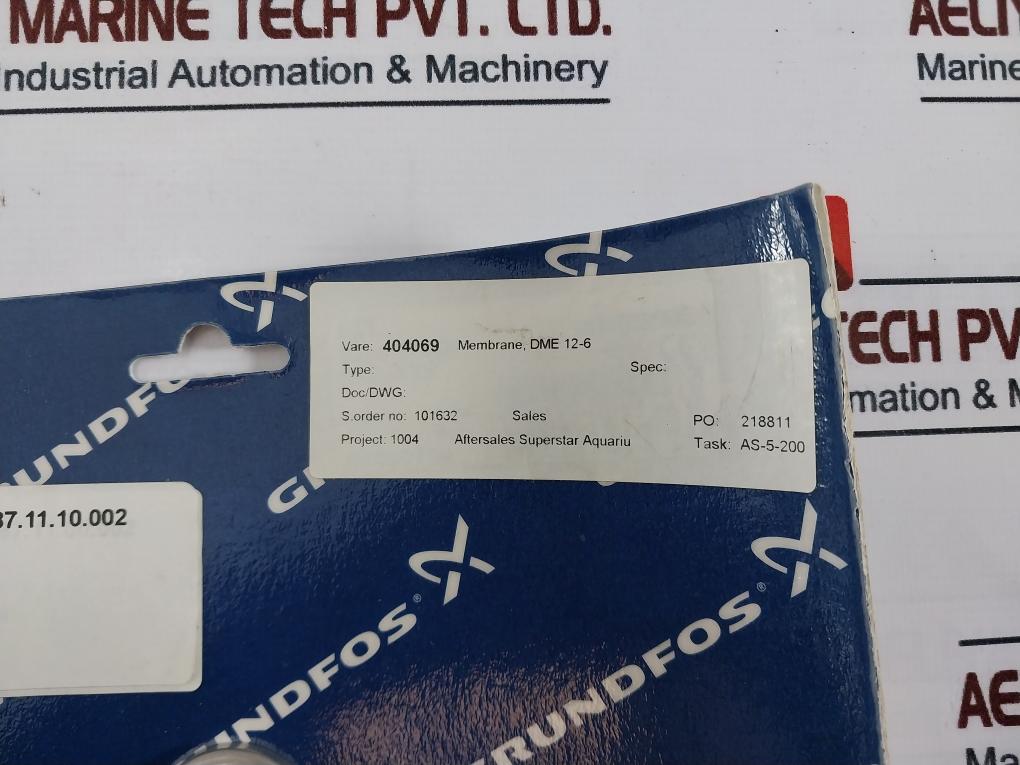 MARINE TECH PVT. LTD.
Industrial Automation & Machinery
Marine
TECH PV
mation &
Vare: 404069 Membrane, DME 12-6
Type: Spec:
Doc/DWG:
S.order no: 101632 Sales PO: 218811
Project: 1004 Aftersales Superstar Aquariu Task: AS-5-200
37.11.10.002
GRUNDFOS
GRUNDFOS®
GRUNDFOS®
AE
Ma